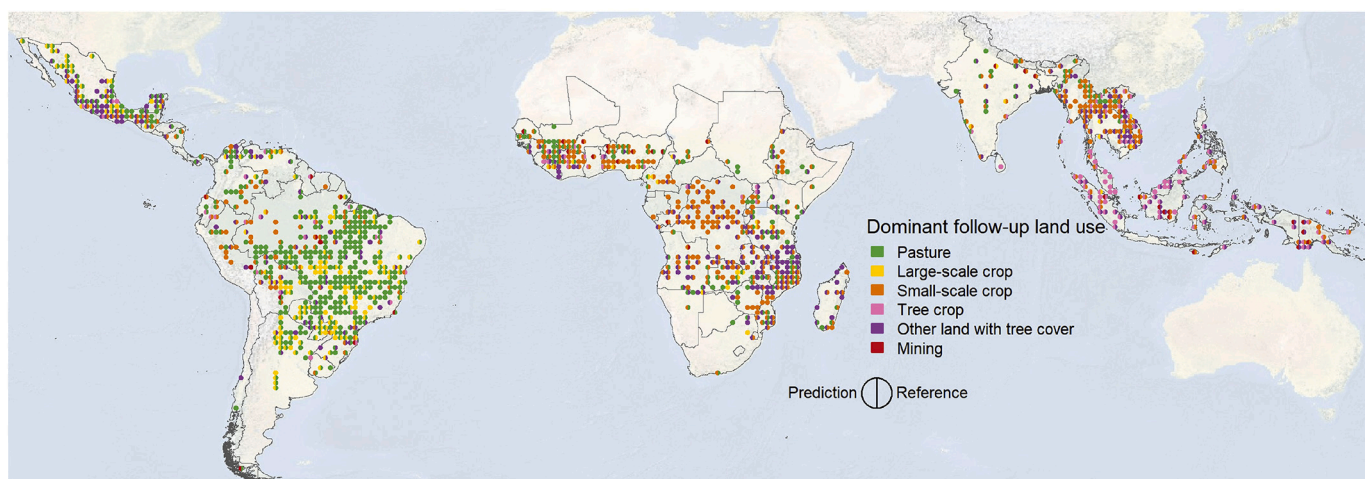 Dominant follow-up land use
Pasture
Large-scale crop
Small-scale crop
Tree crop
Other land with tree cover
Mining
Prediction Reference